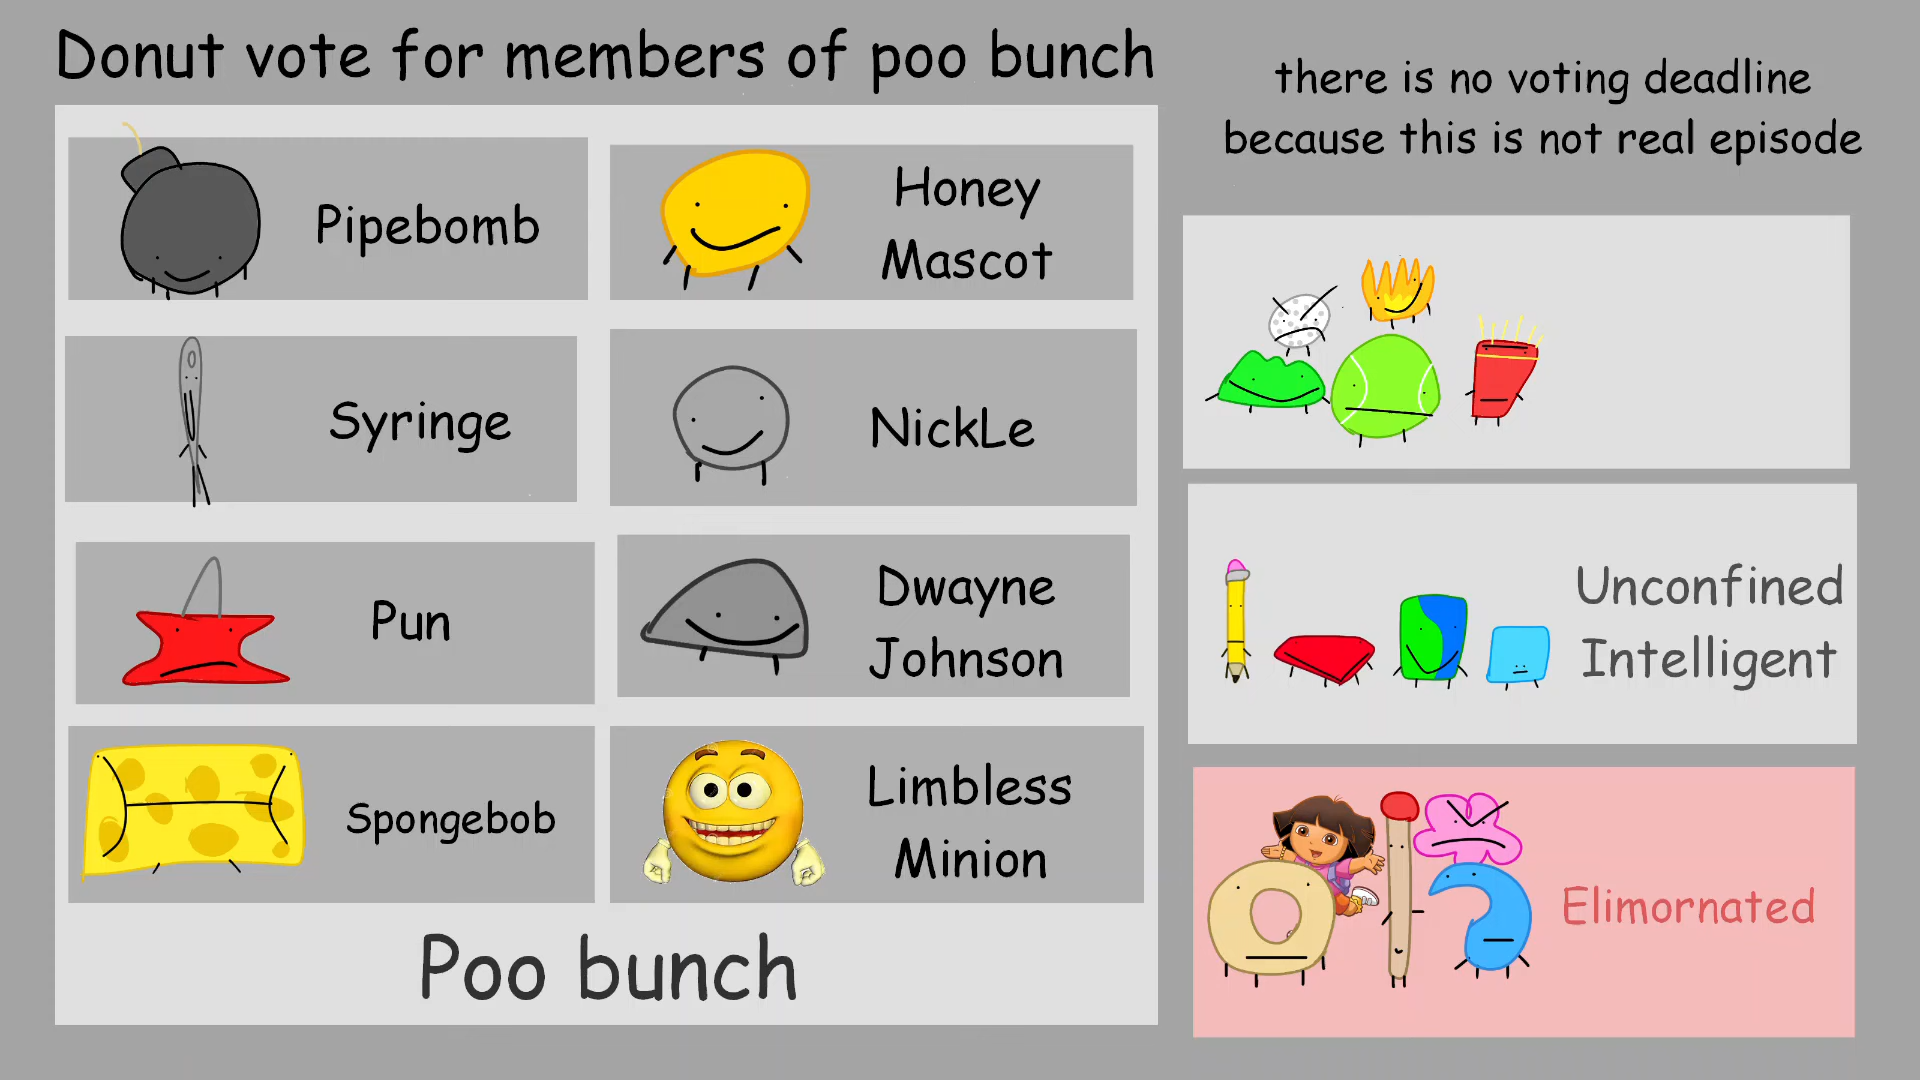 Donut vote for members of poo bunch
there is no voting deadline
because this is not real episode
Pipebomb
Honey
Mascot
Syringe
NickLe
Pun
Dwayne
Johnson
Spongebob
Limbless
Minion
Poo bunch
Unconfined
Intelligent
Elimornated